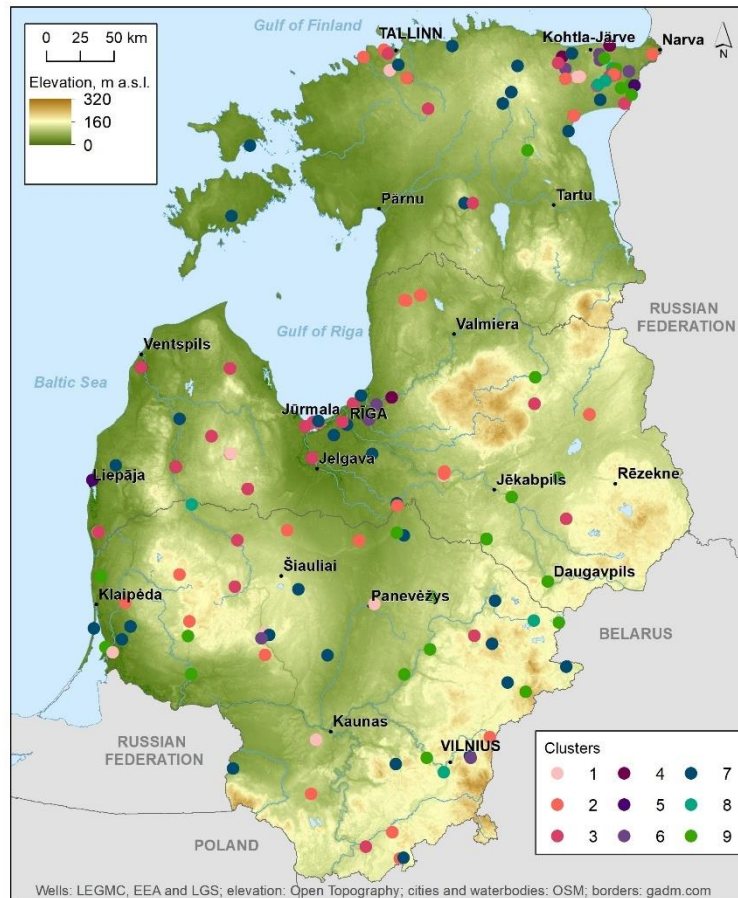 Gulf of Finland
TALLINN
Kohtla-Järve
Narva
N
0 25 50 km
Elevation, m a.s.l.
320
160
0
Pärnu
Tartu
RUSSIAN
FEDERATION
Gulf of Riga
Valmiera
Ventspils
Baltic Sea
Jūrmala
RĪGA
Jelgava
Liepāja
Jēkabpils
Rēzekne
Šiauliai
Daugavpils
Klaipėda
Panevėžys
BELARUS
Kaunas
RUSSIAN
FEDERATION
VILNIUS
POLAND
Clusters
1 4 7
2 5 8
3 6 9
Wells: LEGMC, EEA and LGS; elevation: Open Topography; cities and waterbodies: OSM; borders: gadm.com